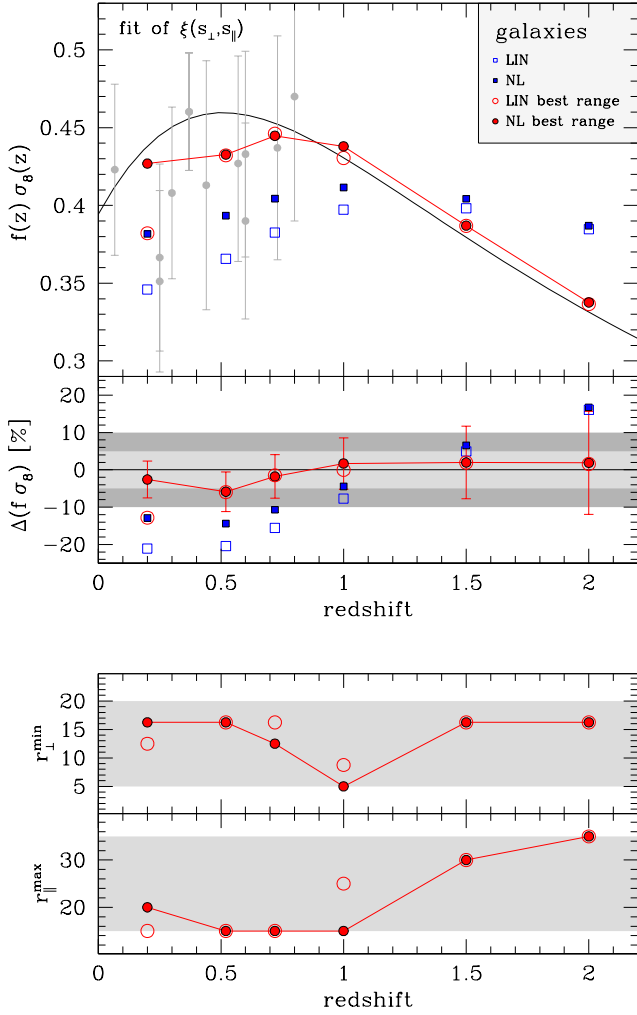 fit of ξ(s⊥,s∥)
galaxies
LIN
NL
LIN best range
NL best range
f(z) σ8(z)
0.5
0.45
0.4
0.35
0.3
Δ(f σ8) [%]
20
10
0
−10
−20
0 0.5 1 1.5 2
redshift
r⊥min
20
15
10
5
r∥max
30
20
0 0.5 1 1.5 2
redshift